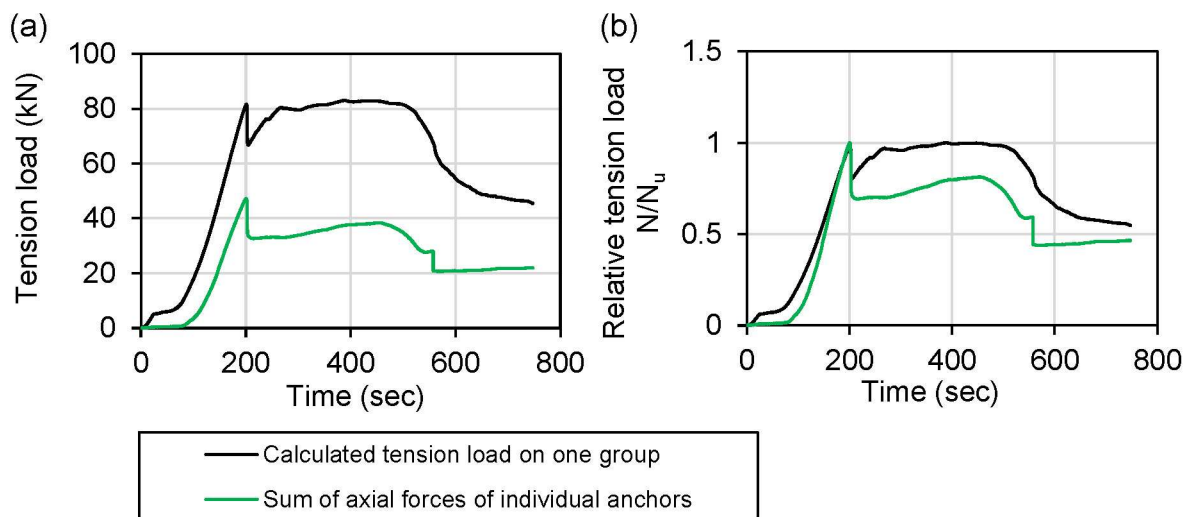 (a)
Tension load (kN)
100
80
60
40
20
0
0 200 400 600 800
Time (sec)
(b)
Relative tension load
N/Nu
1.5
1
0.5
0
0 200 400 600 800
Time (sec)
Calculated tension load on one group
Sum of axial forces of individual anchors